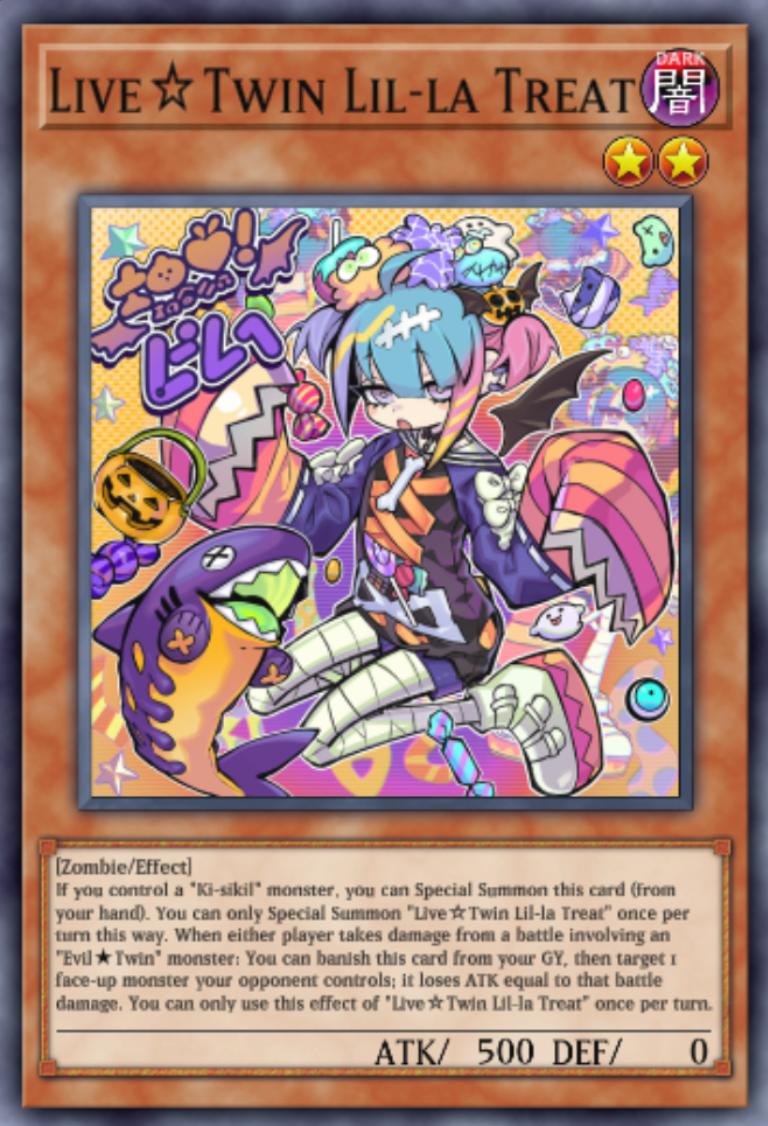 LIVE☆TWIN LIL-LA TREAT
DARK
闇
[Zombie/Effect]
If you control a "Ki-sikil" monster, you can Special Summon this card (from
your hand). You can only Special Summon "Live☆Twin Lil-la Treat" once per
turn this way. When either player takes damage from a battle involving an
"Evil★Twin" monster: You can banish this card from your GY, then target 1
face-up monster your opponent controls; it loses ATK equal to that battle
damage. You can only use this effect of "Live☆Twin Lil-la Treat" once per turn.
ATK/ 500 DEF/ 0